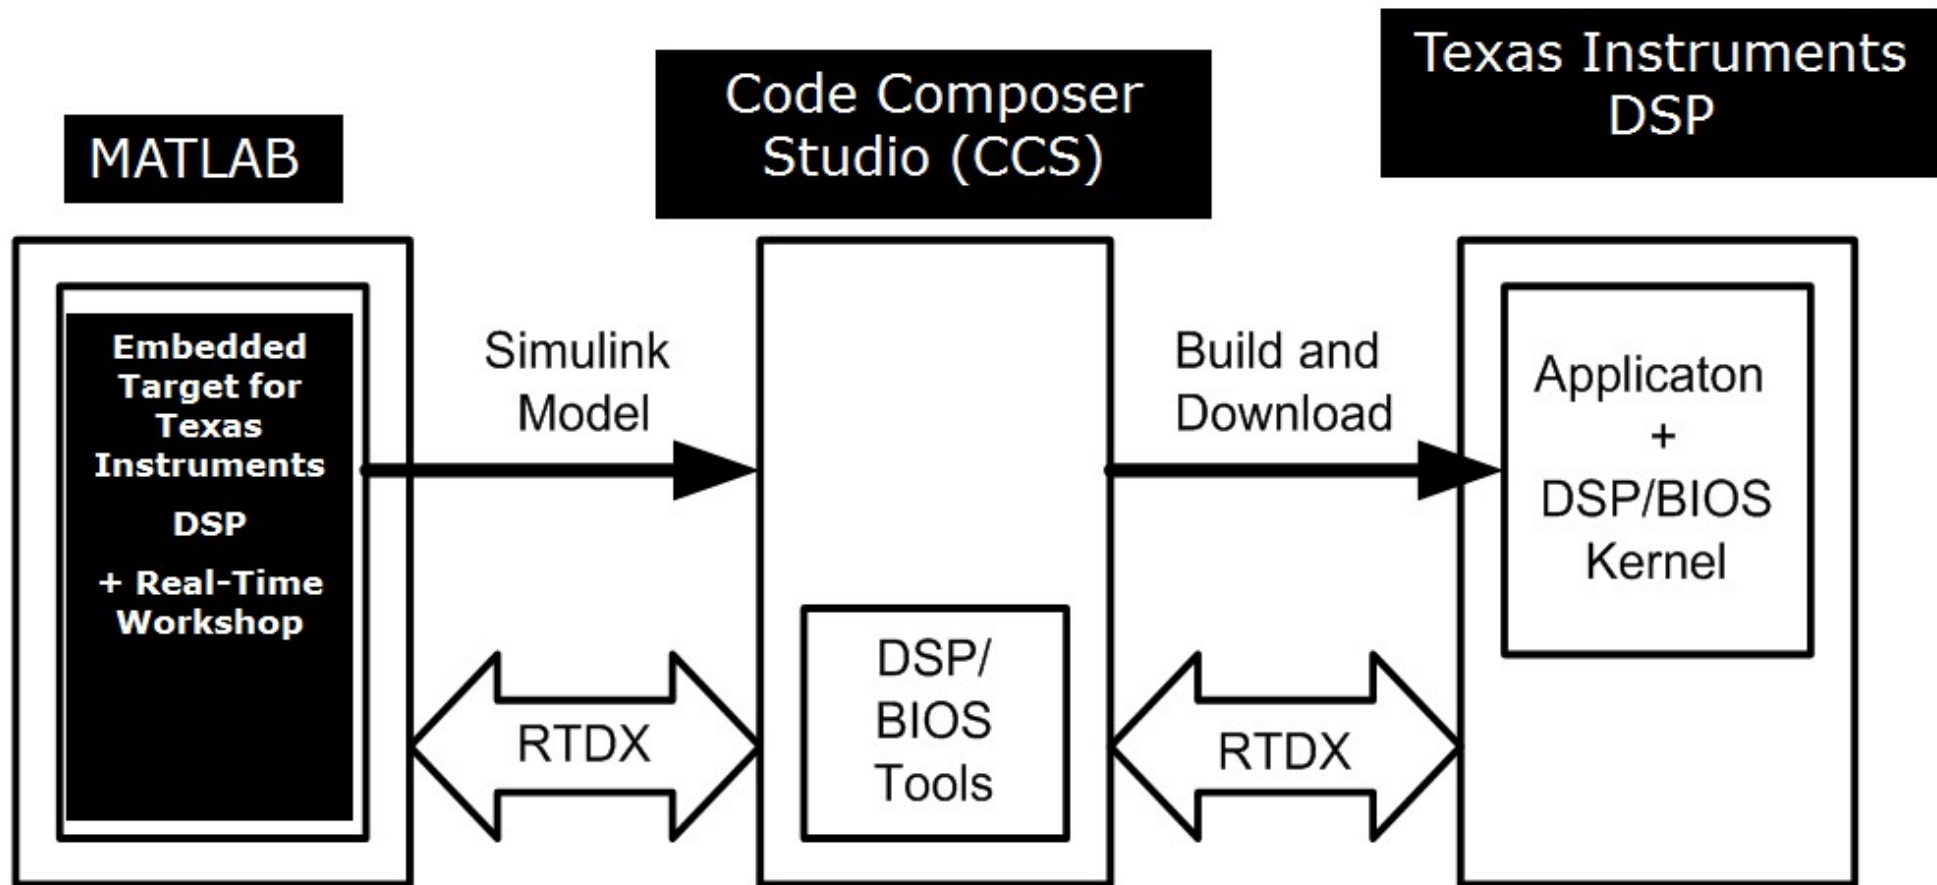 MATLAB
Code Composer
Studio (CCS)
Texas Instruments
DSP
Embedded
Target for
Texas
Instruments
DSP
+ Real-Time
Workshop
Simulink
Model
Build and
Download
Applicaton
+
DSP/BIOS
Kernel
RTDX
DSP/
BIOS
Tools
RTDX